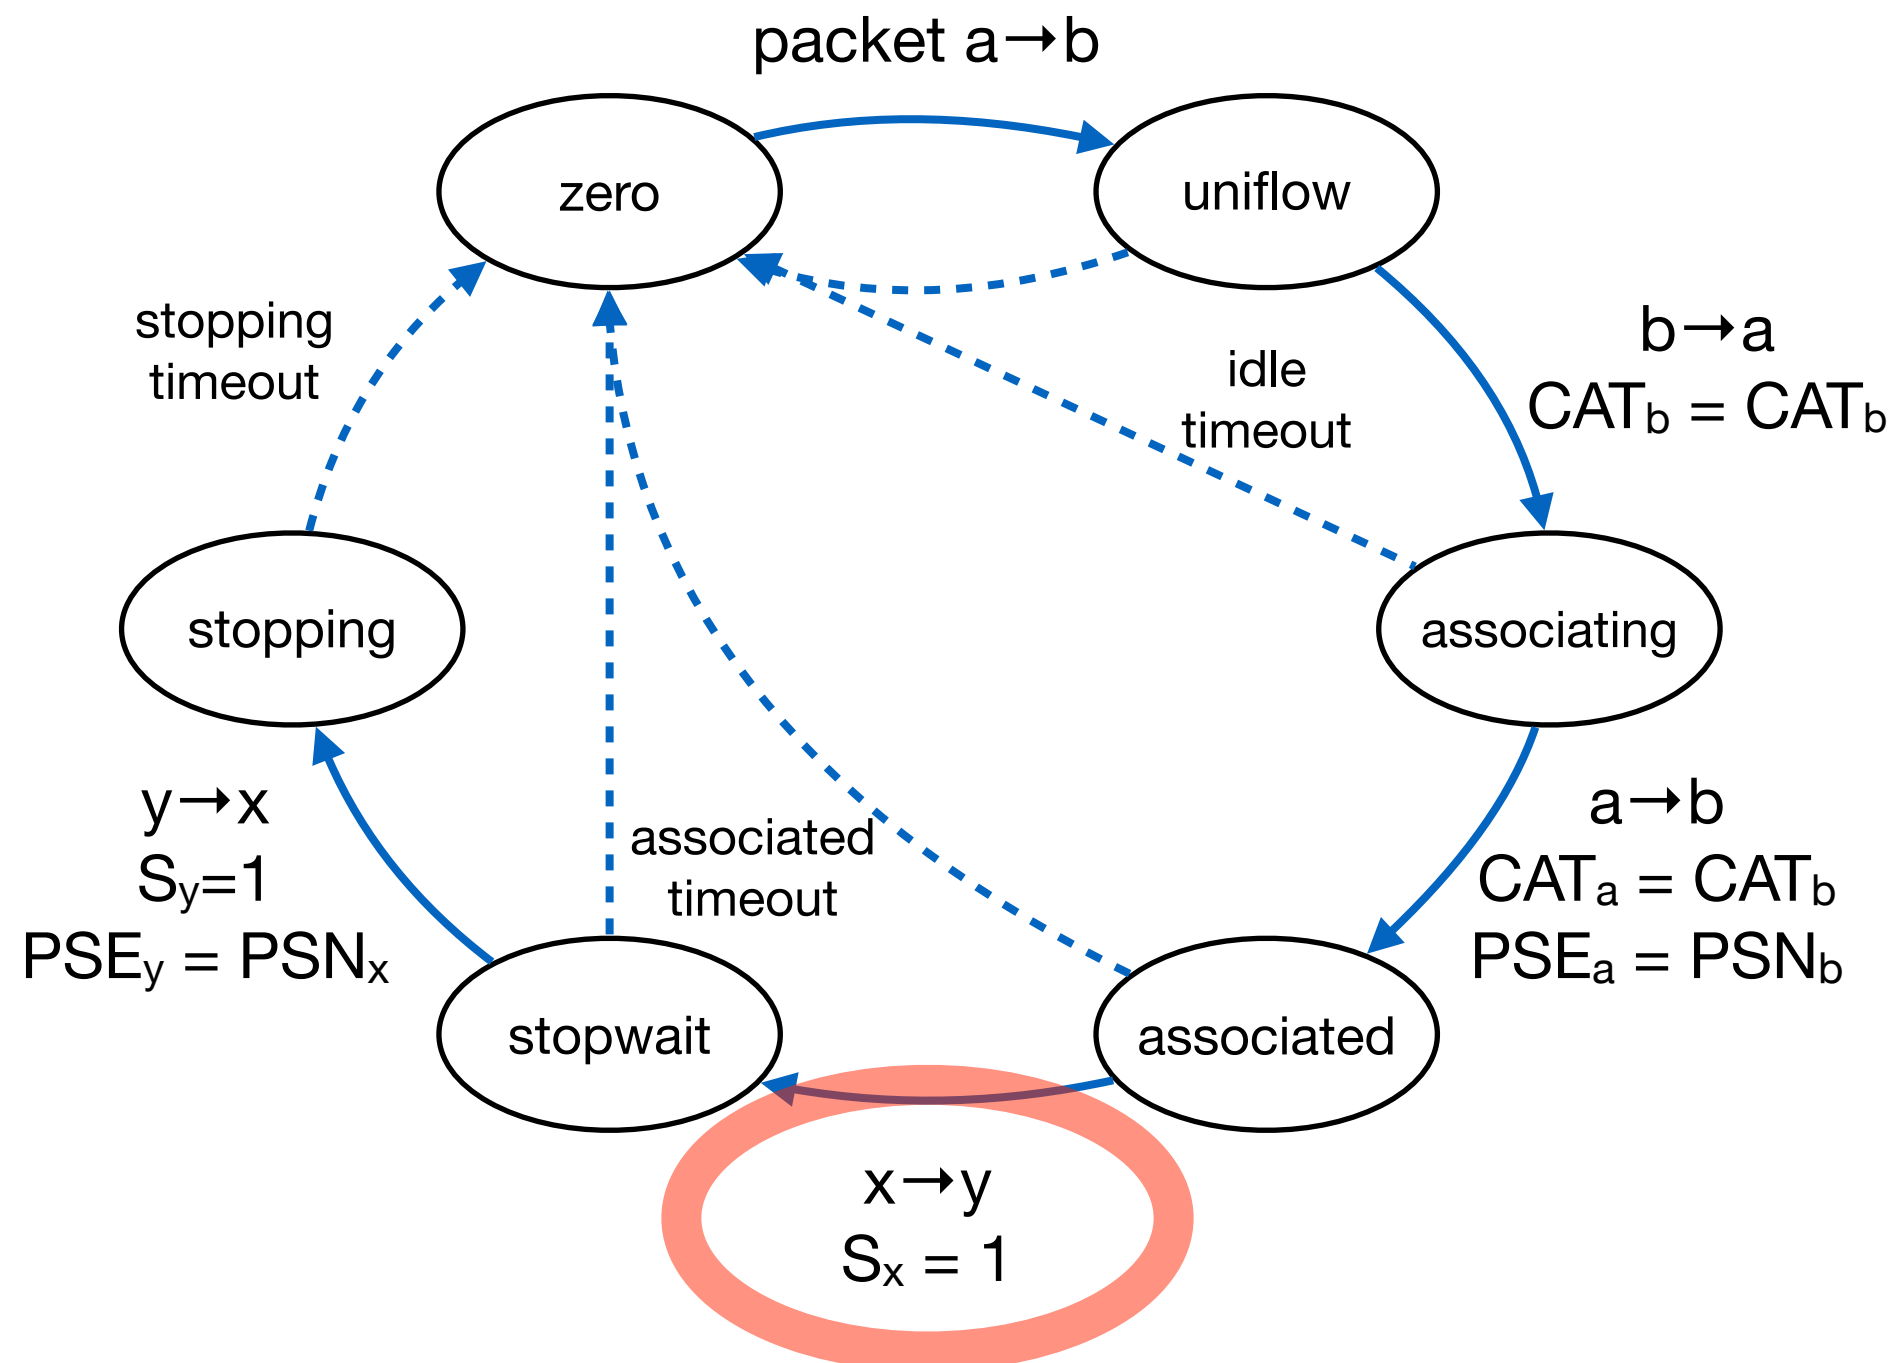 packet a→b
zero
uniflow
stopping
timeout
idle
timeout
b→a
CATb = CATb
stopping
associating
y→x
Sy=1
PSEy = PSNx
associated
timeout
a→b
CATa = CATb
PSEa = PSNb
stopwait
associated
x→y
Sx = 1